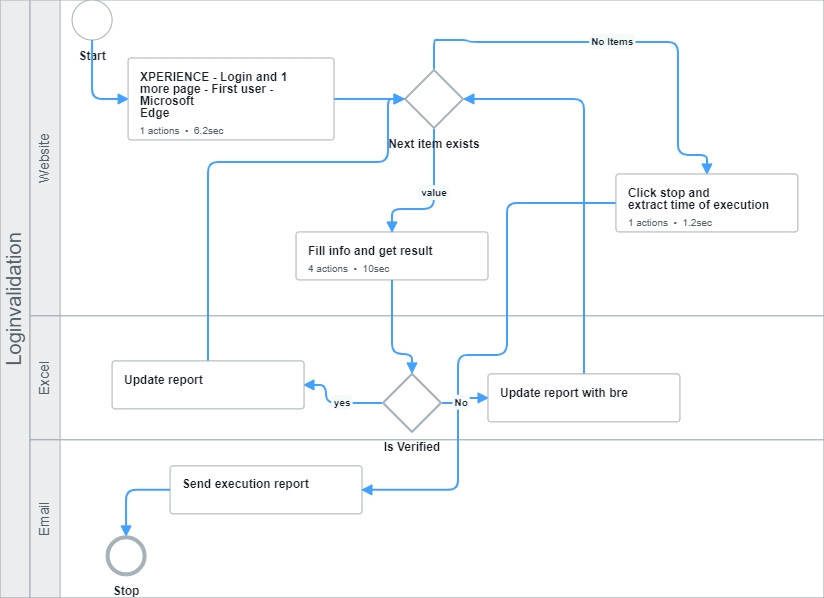 Loginvalidation
Website
Start
XPERIENCE - Login and 1
more page - First user -
Microsoft
Edge
1 actions • 6.2sec
No Items
Next item exists
value
Click stop and
extract time of execution
1 actions • 1.2sec
Fill info and get result
4 actions • 10sec
Excel
Update report
yes
No
Update report with bre
Is Verified
Email
Send execution report
Stop